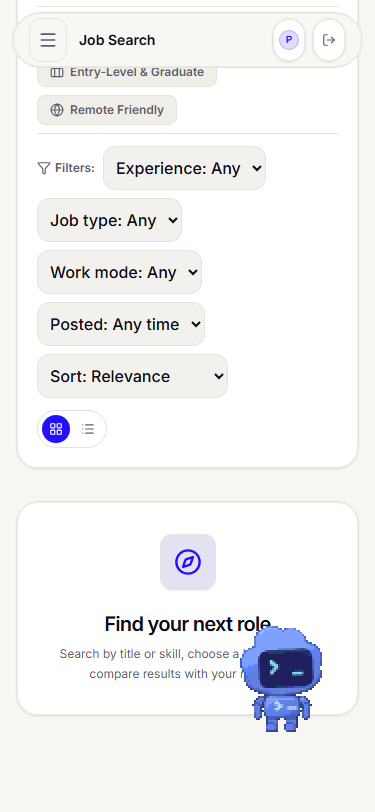 Job Search
P
Entry-Level & Graduate
Remote Friendly
Filters:
Experience: Any
Job type: Any
Work mode: Any
Posted: Any time
Sort: Relevance
Find your next role
Search by title or skill, choose a
compare results with your